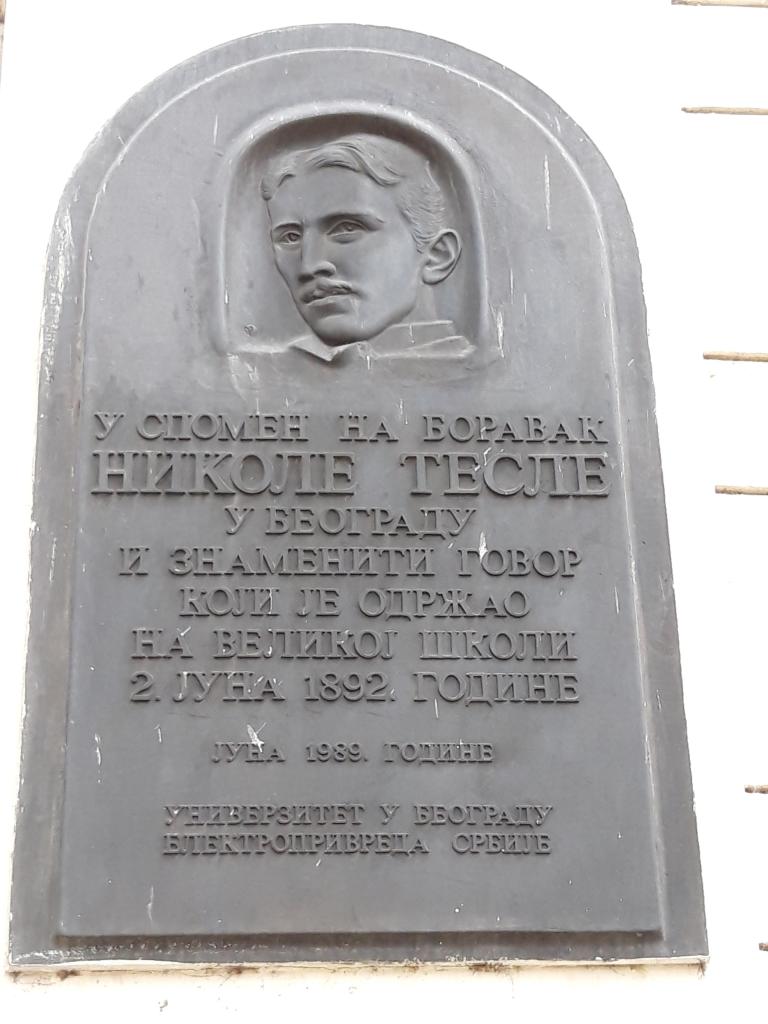 У СПОМЕН НА БОРАВАК
НИКОЛЕ ТЕСЛЕ
У БЕОГРАДУ
И ЗНАМЕНИТИ ГОВОР
КОЈИ ЈЕ ОДРЖАО
НА ВЕЛИКОЈ ШКОЛИ
2. ЈУНА 1892. ГОДИНЕ
ЈУНА 1989. ГОДИНЕ
УНИВЕРЗИТЕТ У БЕОГРАДУ
ЕЛЕКТРОПРИВРЕДА СРБИЈЕ